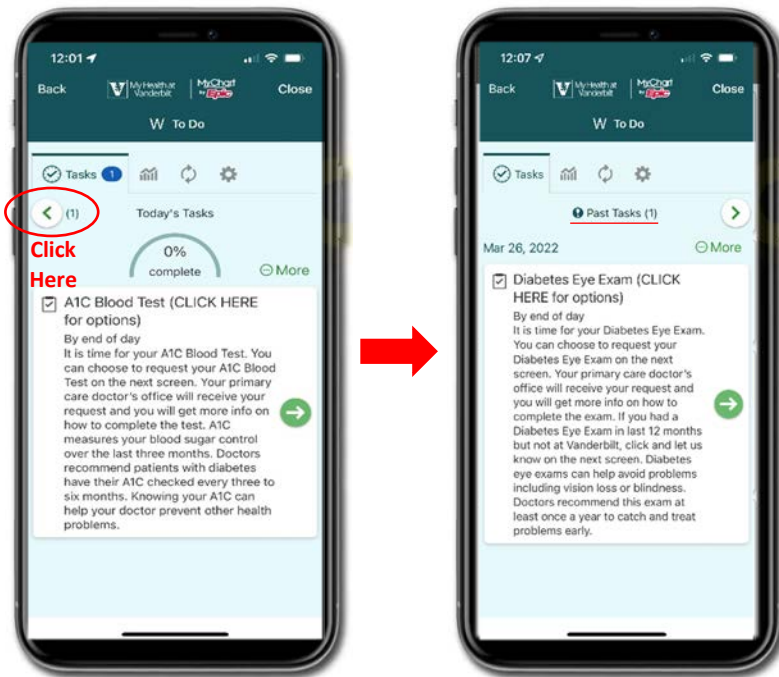 12:01
Back
My Health at
Vanderbilt
MyChart
by Epic
Close
To Do
Tasks 1
(1)
Today's Tasks
Click
Here
0%
complete
More
A1C Blood Test (CLICK HERE
for options)
By end of day
It is time for your A1C Blood Test. You
can choose to request your A1C Blood
Test on the next screen. Your primary
care doctor's office will receive your
request and you will get more info on
how to complete the test. A1C
measures your blood sugar control
over the last three months. Doctors
recommend patients with diabetes
have their A1C checked every three to
six months. Knowing your A1C can
help your doctor prevent other health
problems.
12:07
Back
My Health at
Vanderbilt
MyChart
by Epic
Close
To Do
Tasks
Past Tasks (1)
Mar 26, 2022
More
Diabetes Eye Exam (CLICK
HERE for options)
By end of day
It is time for your Diabetes Eye Exam.
You can choose to request your
Diabetes Eye Exam on the next
screen. Your primary care doctor's
office will receive your request and
you will get more info on how to
complete the exam. If you had a
Diabetes Eye Exam in last 12 months
but not at Vanderbilt, click and let us
know on the next screen. Diabetes
eye exams can help avoid problems
including vision loss or blindness.
Doctors recommend this exam at
least once a year to catch and treat
problems early.